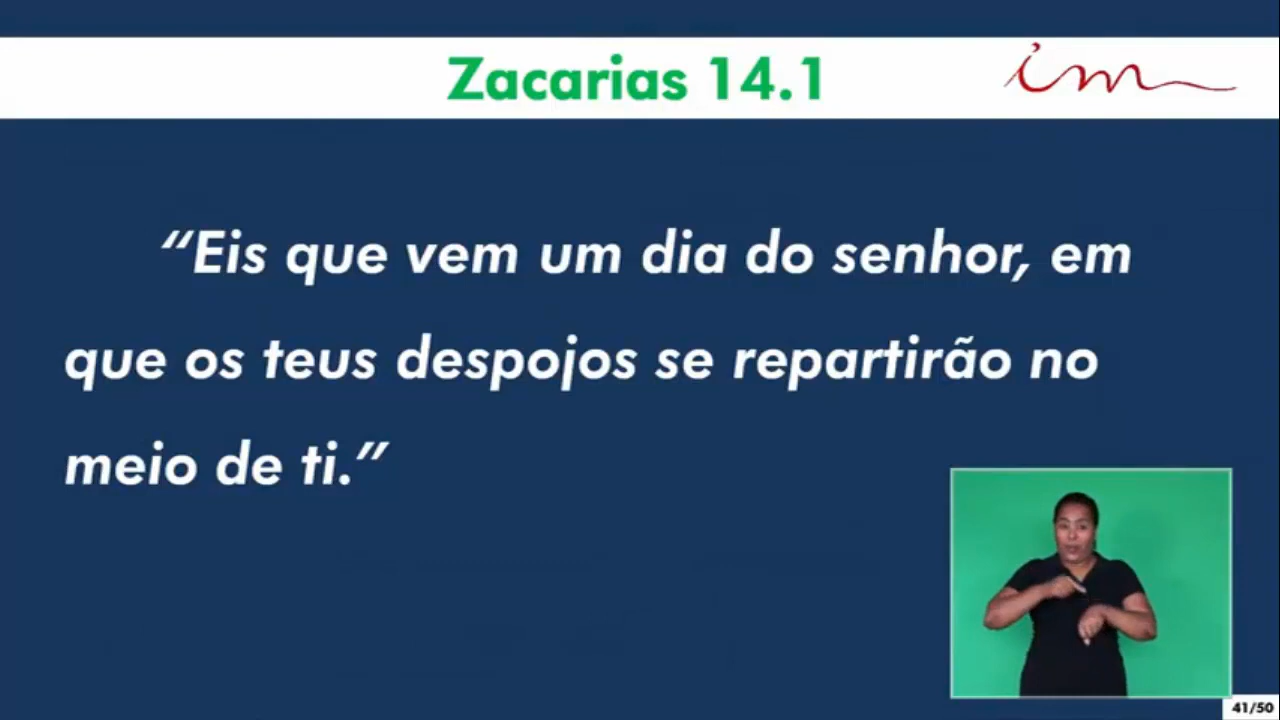 Zacarias 14.1
im
“Eis que vem um dia do senhor, em
que os teus despojos se repartirão no
meio de ti.”
41/50